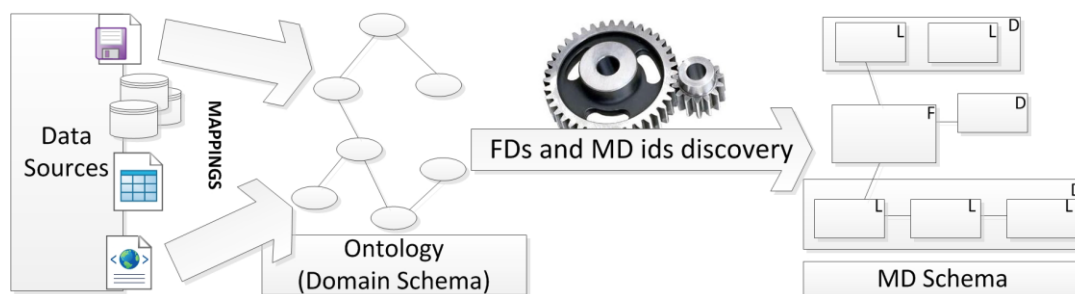 Data
Sources
MAPPINGS
Ontology
(Domain Schema)
FDs and MD ids discovery
L
L
D
F
D
D
L
L
L
MD Schema